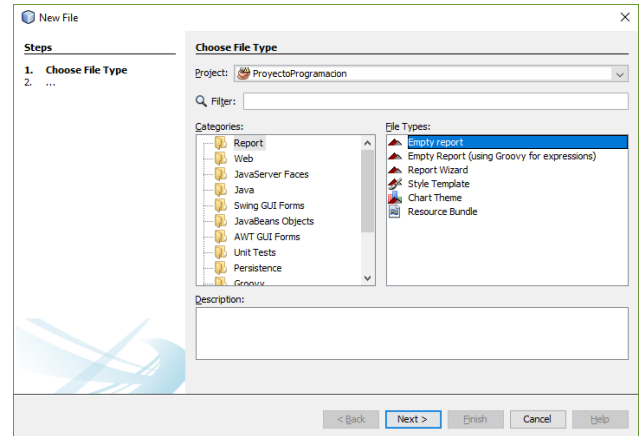 New File
Steps
1. Choose File Type
2. ...
Choose File Type
Project: ProyectoProgramacion
Filter:
Categories:
Report
Web
JavaServer Faces
Java
Swing GUI Forms
JavaBeans Objects
AWT GUI Forms
Unit Tests
Persistence
Groovy
File Types:
Empty report
Empty Report (using Groovy for expressions)
Report Wizard
Style Template
Chart Theme
Resource Bundle
Description:
< Back
Next >
Finish
Cancel
Help